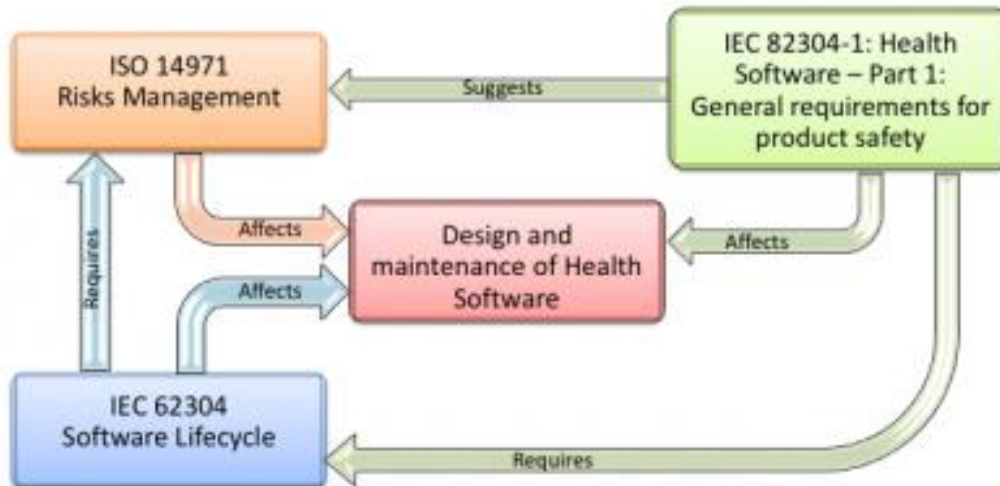 ISO 14971
Risks Management
IEC 82304-1: Health
Software – Part 1:
General requirements for
product safety
Suggests
Affects
Design and
maintenance of Health
Software
Affects
Requires
Affects
IEC 62304
Software Lifecycle
Requires